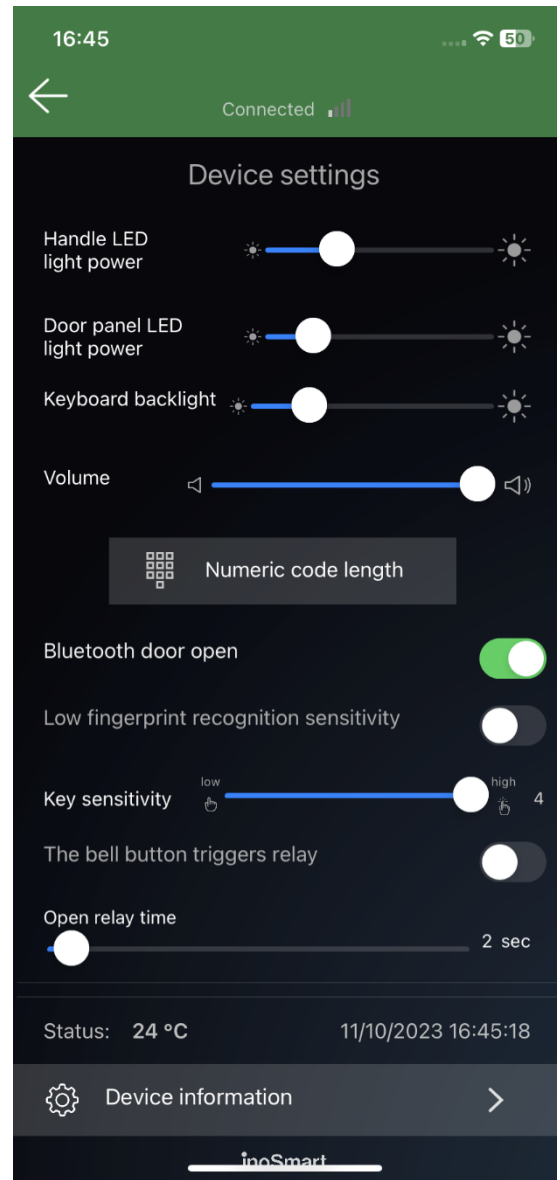 16:45
50
Connected
Device settings
Handle LED
light power
Door panel LED
light power
Keyboard backlight
Volume
Numeric code length
Bluetooth door open
Low fingerprint recognition sensitivity
low
high
Key sensitivity
4
The bell button triggers relay
Open relay time
2 sec
Status: 24 °C 11/10/2023 16:45:18
Device information
inoSmart